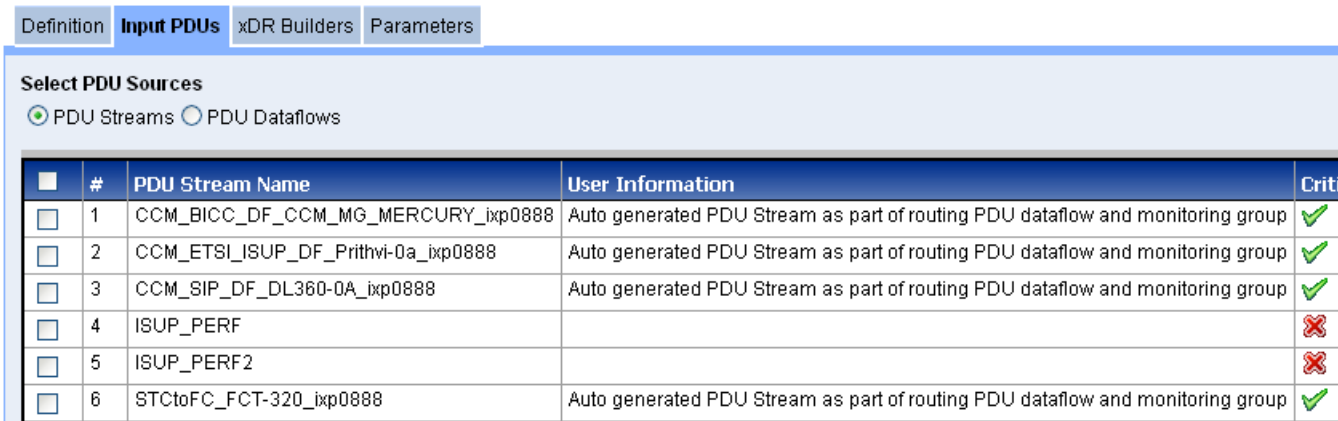 Definition Input PDUs xDR Builders Parameters
Select PDU Sources
PDU Streams PDU Dataflows
# PDU Stream Name User Information Criti
1 CCM_BICC_DF_CCM_MG_MERCURY_ixp0888 Auto generated PDU Stream as part of routing PDU dataflow and monitoring group
2 CCM_ETSI_ISUP_DF_Prithvi-0a_ixp0888 Auto generated PDU Stream as part of routing PDU dataflow and monitoring group
3 CCM_SIP_DF_DL360-0A_ixp0888 Auto generated PDU Stream as part of routing PDU dataflow and monitoring group
4 ISUP_PERF
5 ISUP_PERF2
6 STCtoFC_FCT-320_ixp0888 Auto generated PDU Stream as part of routing PDU dataflow and monitoring group